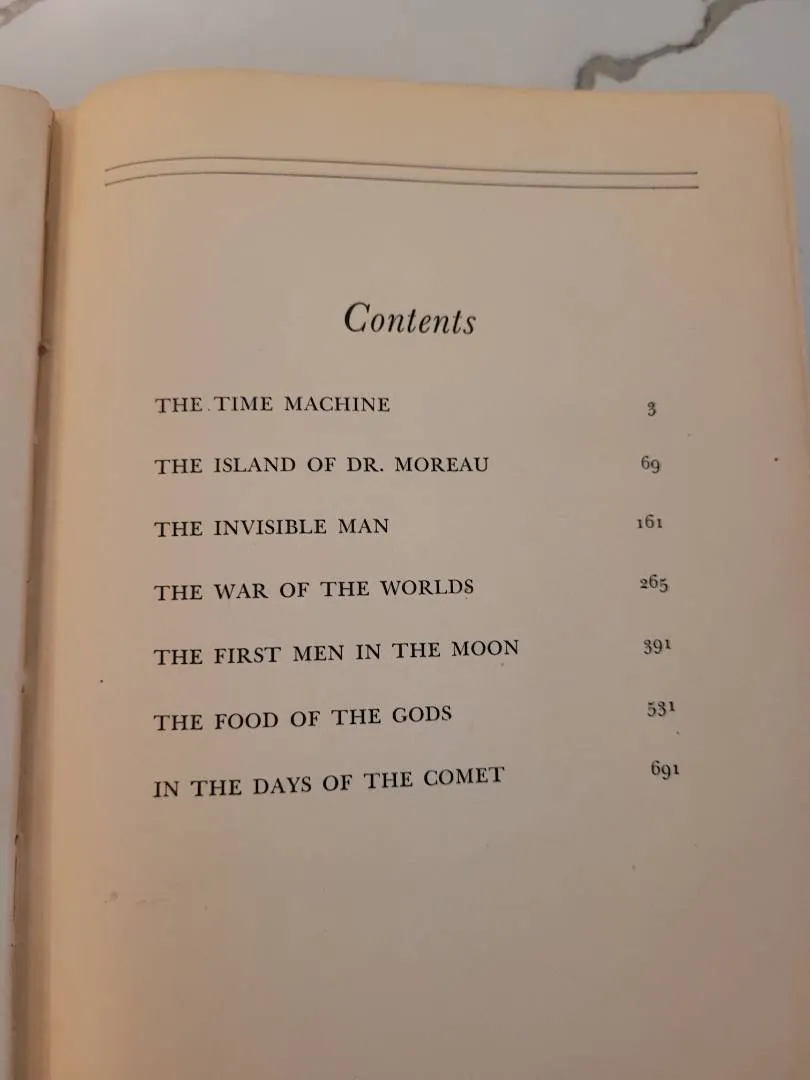 Contents
THE TIME MACHINE 3
THE ISLAND OF DR. MOREAU 69
THE INVISIBLE MAN 161
THE WAR OF THE WORLDS 265
THE FIRST MEN IN THE MOON 391
THE FOOD OF THE GODS 531
IN THE DAYS OF THE COMET 691